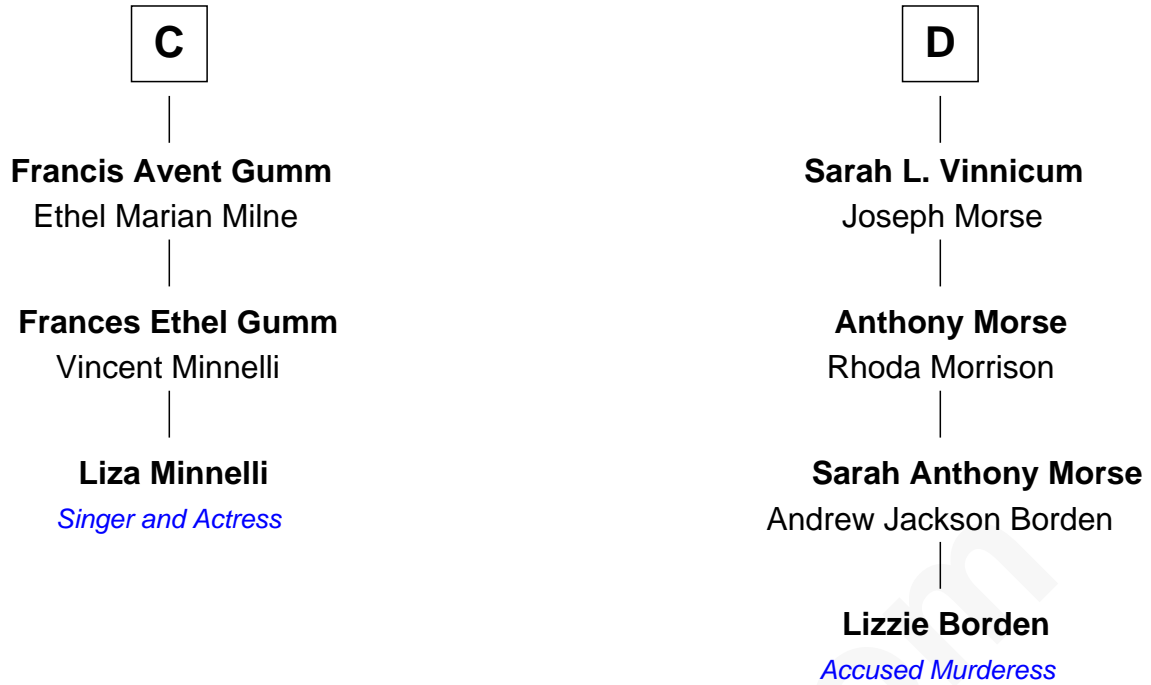 C
Francis Avent Gumm
Ethel Marian Milne
Frances Ethel Gumm
Vincent Minnelli
Liza Minnelli
Singer and Actress
D
Sarah L. Vinnicum
Joseph Morse
Anthony Morse
Rhoda Morrison
Sarah Anthony Morse
Andrew Jackson Borden
Lizzie Borden
Accused Murderess